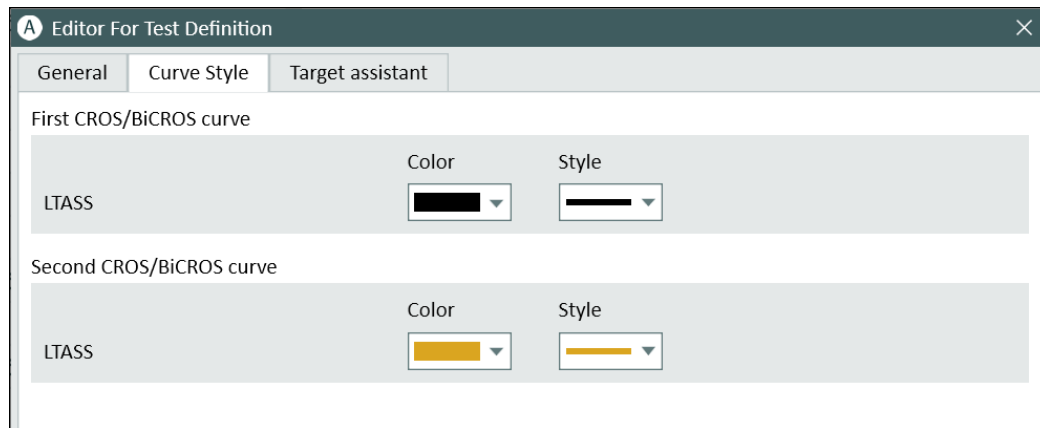 A Editor For Test Definition
General Curve Style Target assistant
First CROS/BiCROS curve
Color Style
LTASS
Second CROS/BiCROS curve
Color Style
LTASS